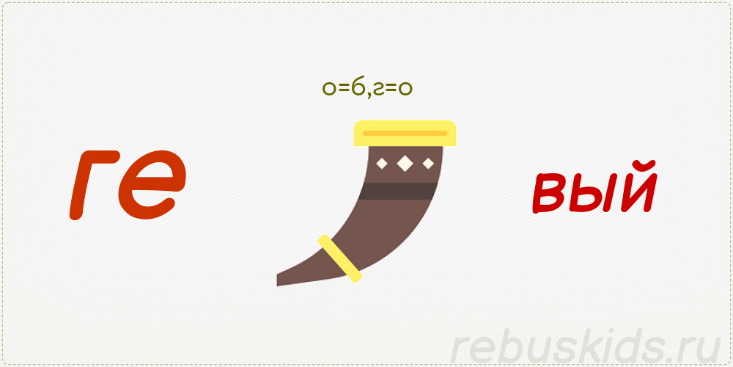 о=б,г=о
ге
вый
rebuskids.ru